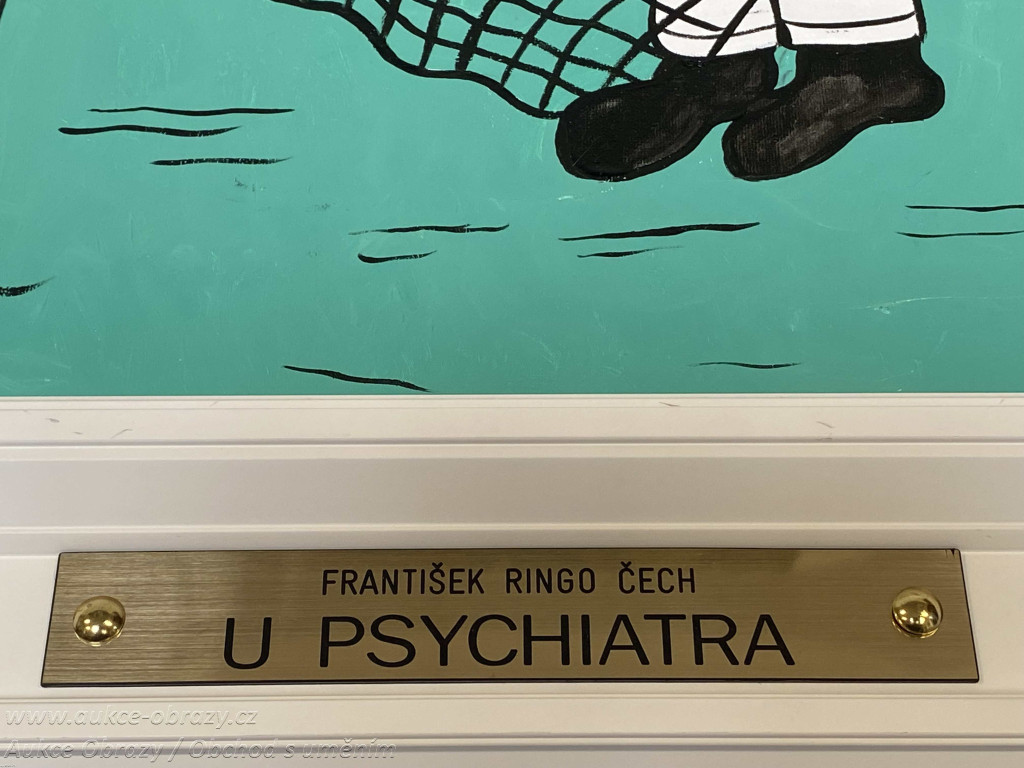 FRANTIŠEK RINGO ČECH
U PSYCHIATRA
www.aukce-obrazy.cz
Aukce Obrazy / Obchod s uměním